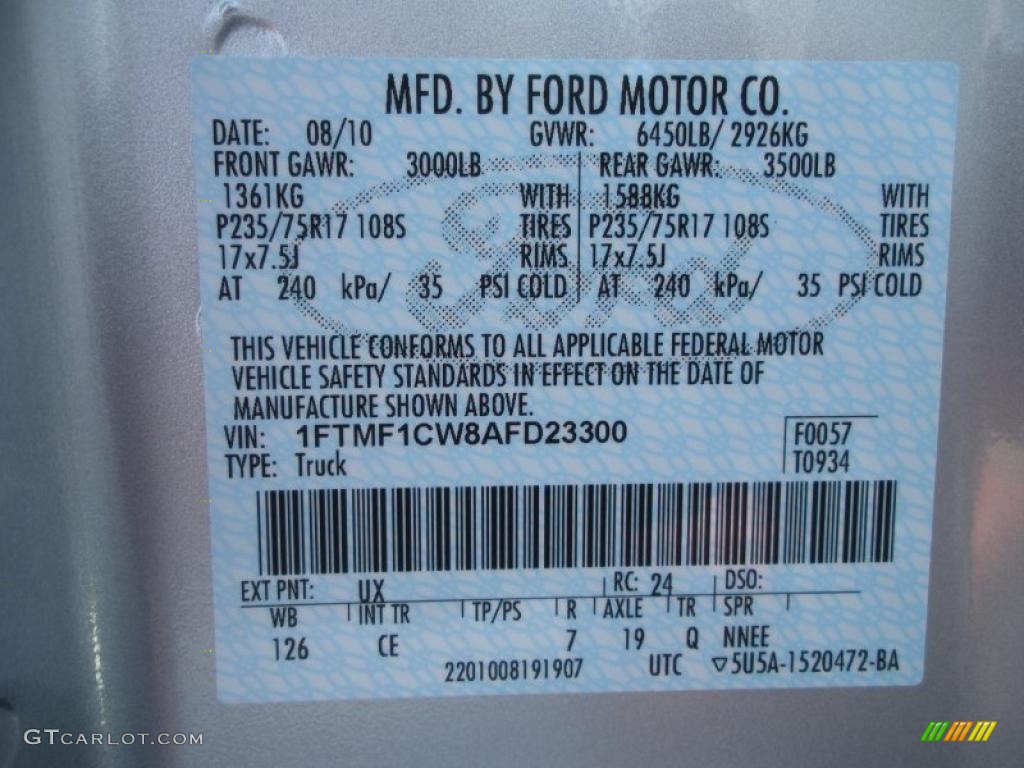 MFD. BY FORD MOTOR CO.
DATE: 08/10 GVWR: 6450LB/ 2926KG
FRONT GAWR: 3000LB REAR GAWR: 3500LB
1361KG WITH 1588KG WITH
P235/75R17 108S TIRES P235/75R17 108S TIRES
17x7.5J RIMS 17x7.5J RIMS
AT 240 kPa/ 35 PSI COLD AT 240 kPa/ 35 PSI COLD
Ford
THIS VEHICLE CONFORMS TO ALL APPLICABLE FEDERAL MOTOR
VEHICLE SAFETY STANDARDS IN EFFECT ON THE DATE OF
MANUFACTURE SHOWN ABOVE.
VIN: 1FTMF1CW8AFD23300 F0057
TYPE: Truck T0934
EXT PNT: UX RC: 24 DSO:
WB INT TR TP/PS R AXLE TR SPR
126 CE 7 19 Q NNEE
2201008191907 UTC ▽5U5A-1520472-BA
GTCARLOT.COM